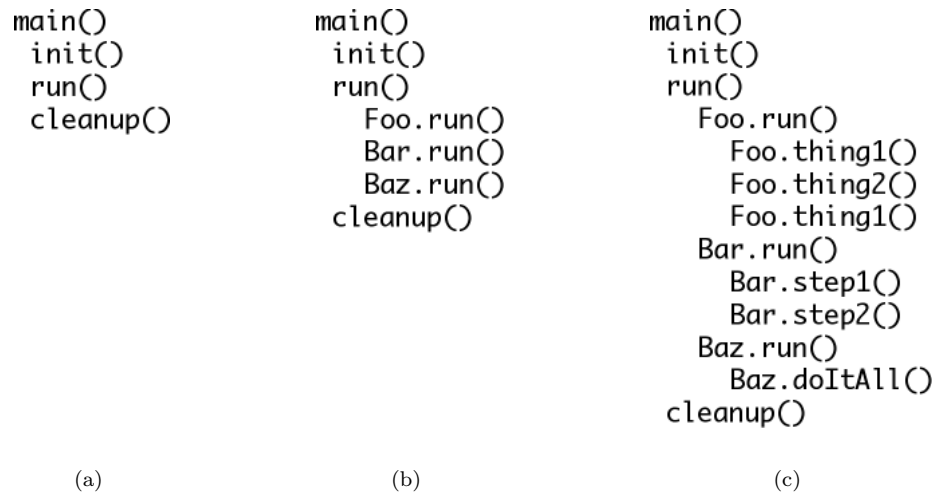 main()
init()
run()
cleanup()
(a)
main()
init()
run()
Foo.run()
Bar.run()
Baz.run()
cleanup()
(b)
main()
init()
run()
Foo.run()
Foo.thing1()
Foo.thing2()
Foo.thing1()
Bar.run()
Bar.step1()
Bar.step2()
Baz.run()
Baz.doItAll()
cleanup()
(c)